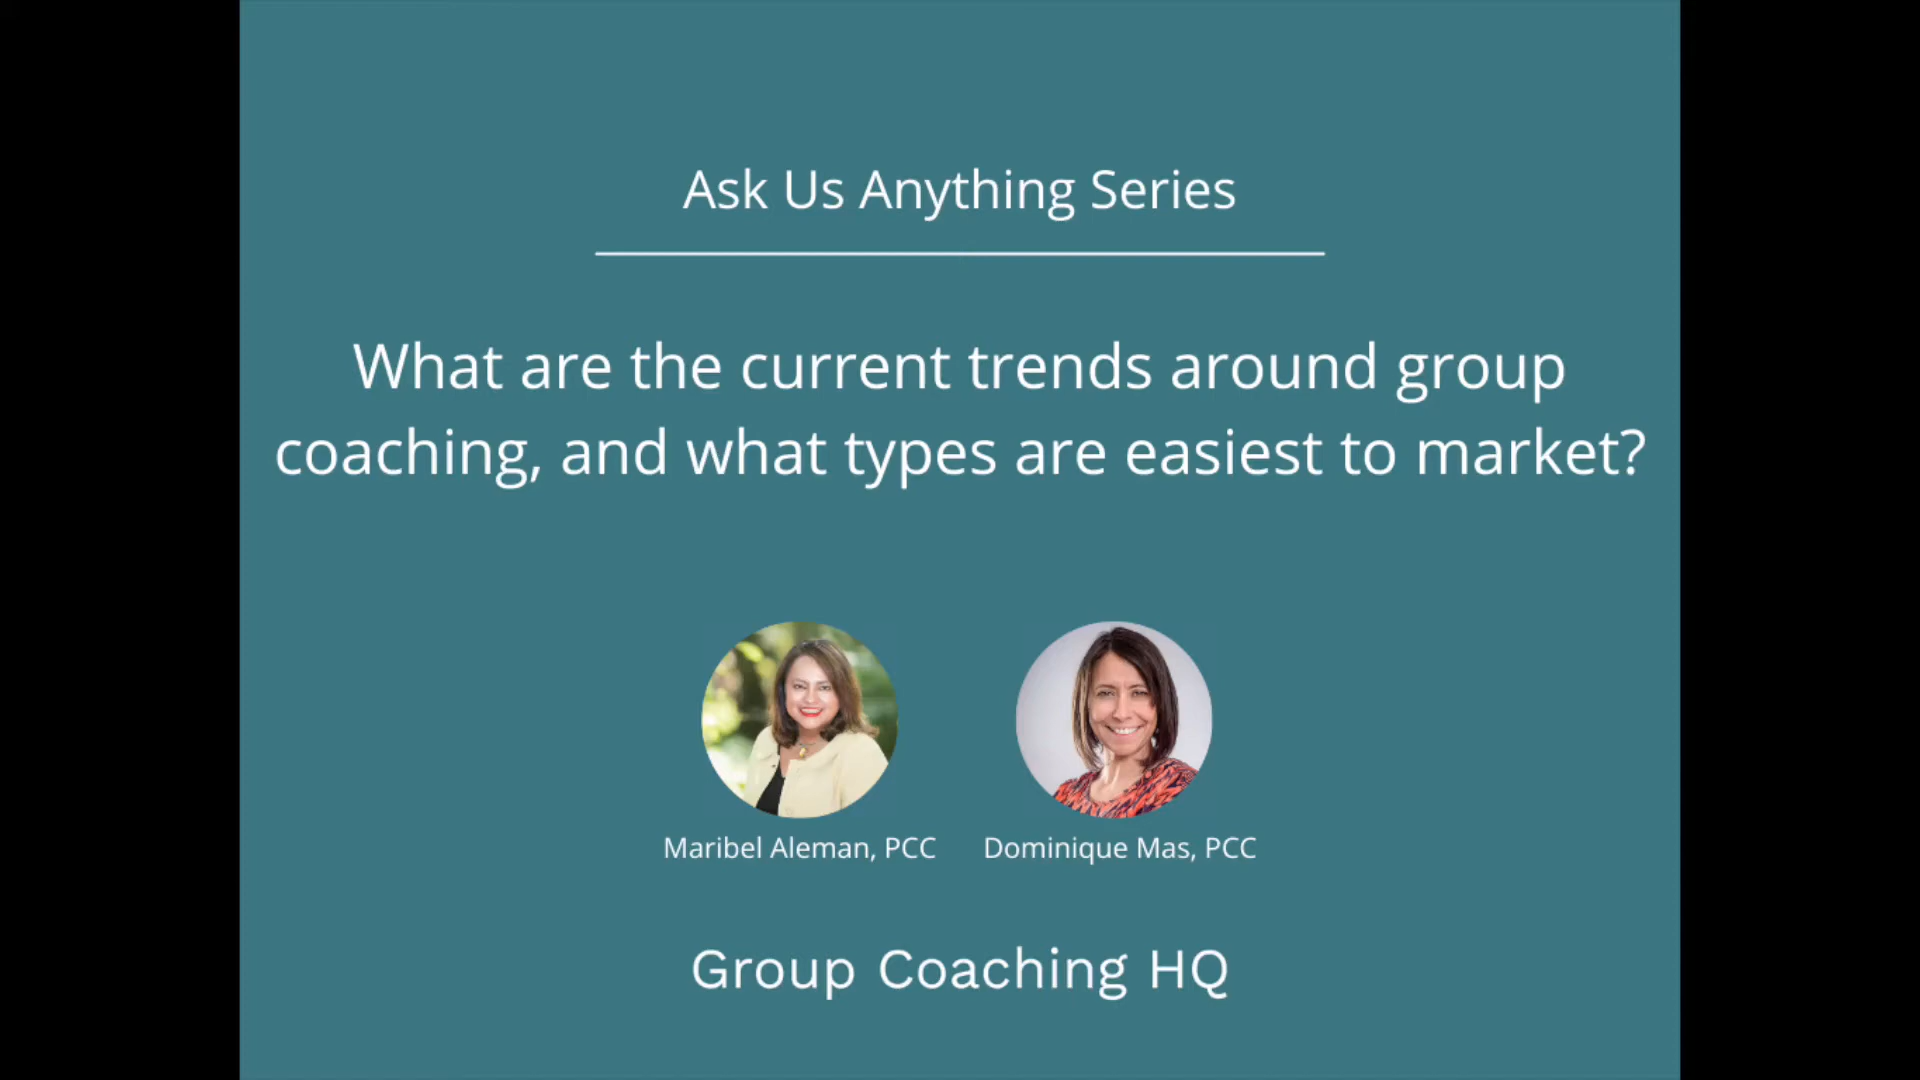 Ask Us Anything Series
What are the current trends around group
coaching, and what types are easiest to market?
Maribel Aleman, PCC
Dominique Mas, PCC
Group Coaching HQ